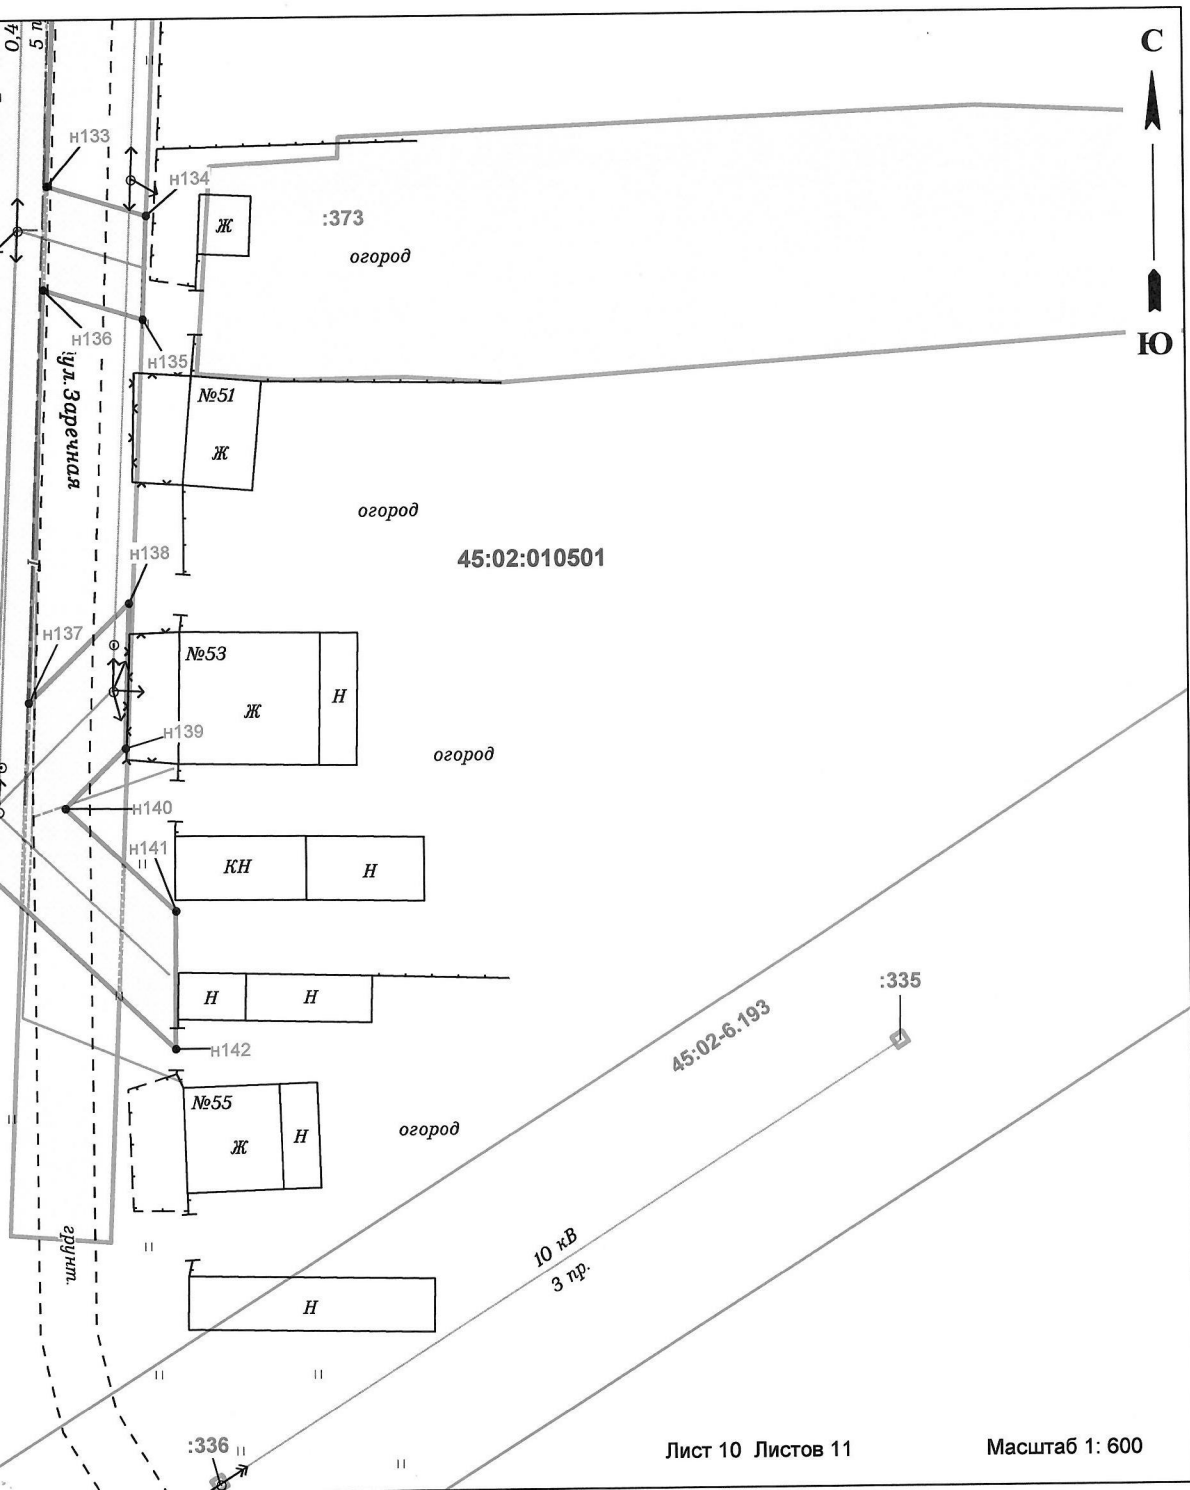 0,4
5 п
С
н133
н134
Ж
:373
огород
н136
н135
Ю
ул. Заречная
№51
Ж
огород
н138
45:02:010501
н137
№53
Ж
Н
н139
огород
н140
н141
КН
Н
Н
Н
:335
45:02-6.193
н142
№55
Ж
Н
огород
грунт.
10 кВ
3 пр.
Н
:336
Лист 10 Листов 11
Масштаб 1: 600